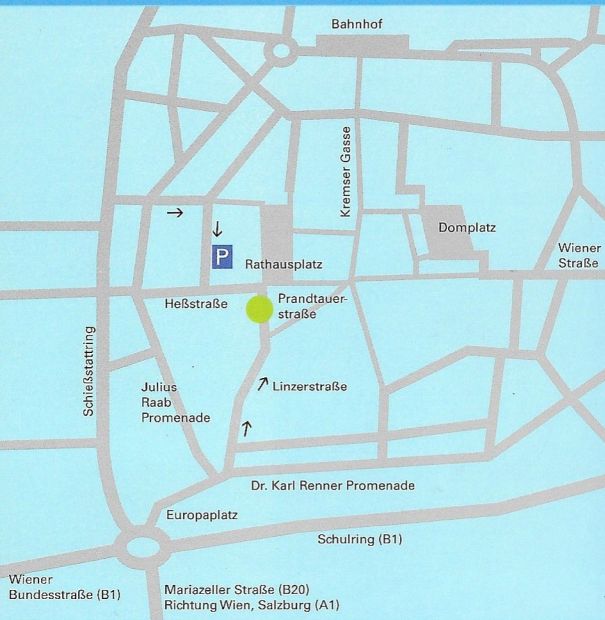 Bahnhof
Kremser Gasse
Domplatz
P
Rathausplatz
Wiener
Straße
Heßstraße
Prandtauer-
straße
Schießstattring
Julius
Raab
Promenade
Linzerstraße
Dr. Karl Renner Promenade
Europaplatz
Schulring (B1)
Wiener
Bundesstraße (B1)
Mariazeller Straße (B20)
Richtung Wien, Salzburg (A1)